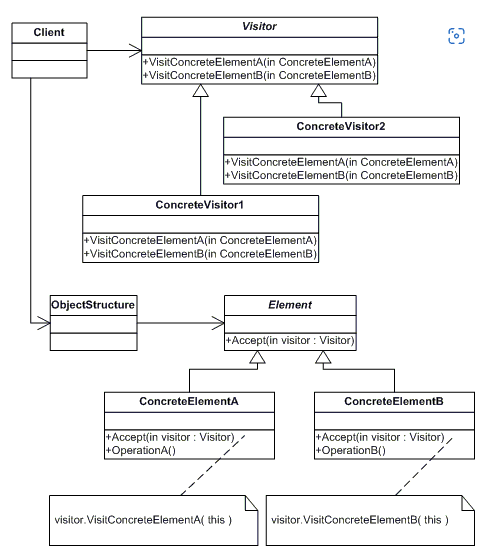 Client
Visitor
+VisitConcreteElementA(in ConcreteElementA)
+VisitConcreteElementB(in ConcreteElementB)
ConcreteVisitor2
+VisitConcreteElementA(in ConcreteElementA)
+VisitConcreteElementB(in ConcreteElementB)
ConcreteVisitor1
+VisitConcreteElementA(in ConcreteElementA)
+VisitConcreteElementB(in ConcreteElementB)
ObjectStructure
Element
+Accept(in visitor : Visitor)
ConcreteElementA
+Accept(in visitor : Visitor)
+OperationA()
ConcreteElementB
+Accept(in visitor : Visitor)
+OperationB()
visitor.VisitConcreteElementA( this )
visitor.VisitConcreteElementB( this )